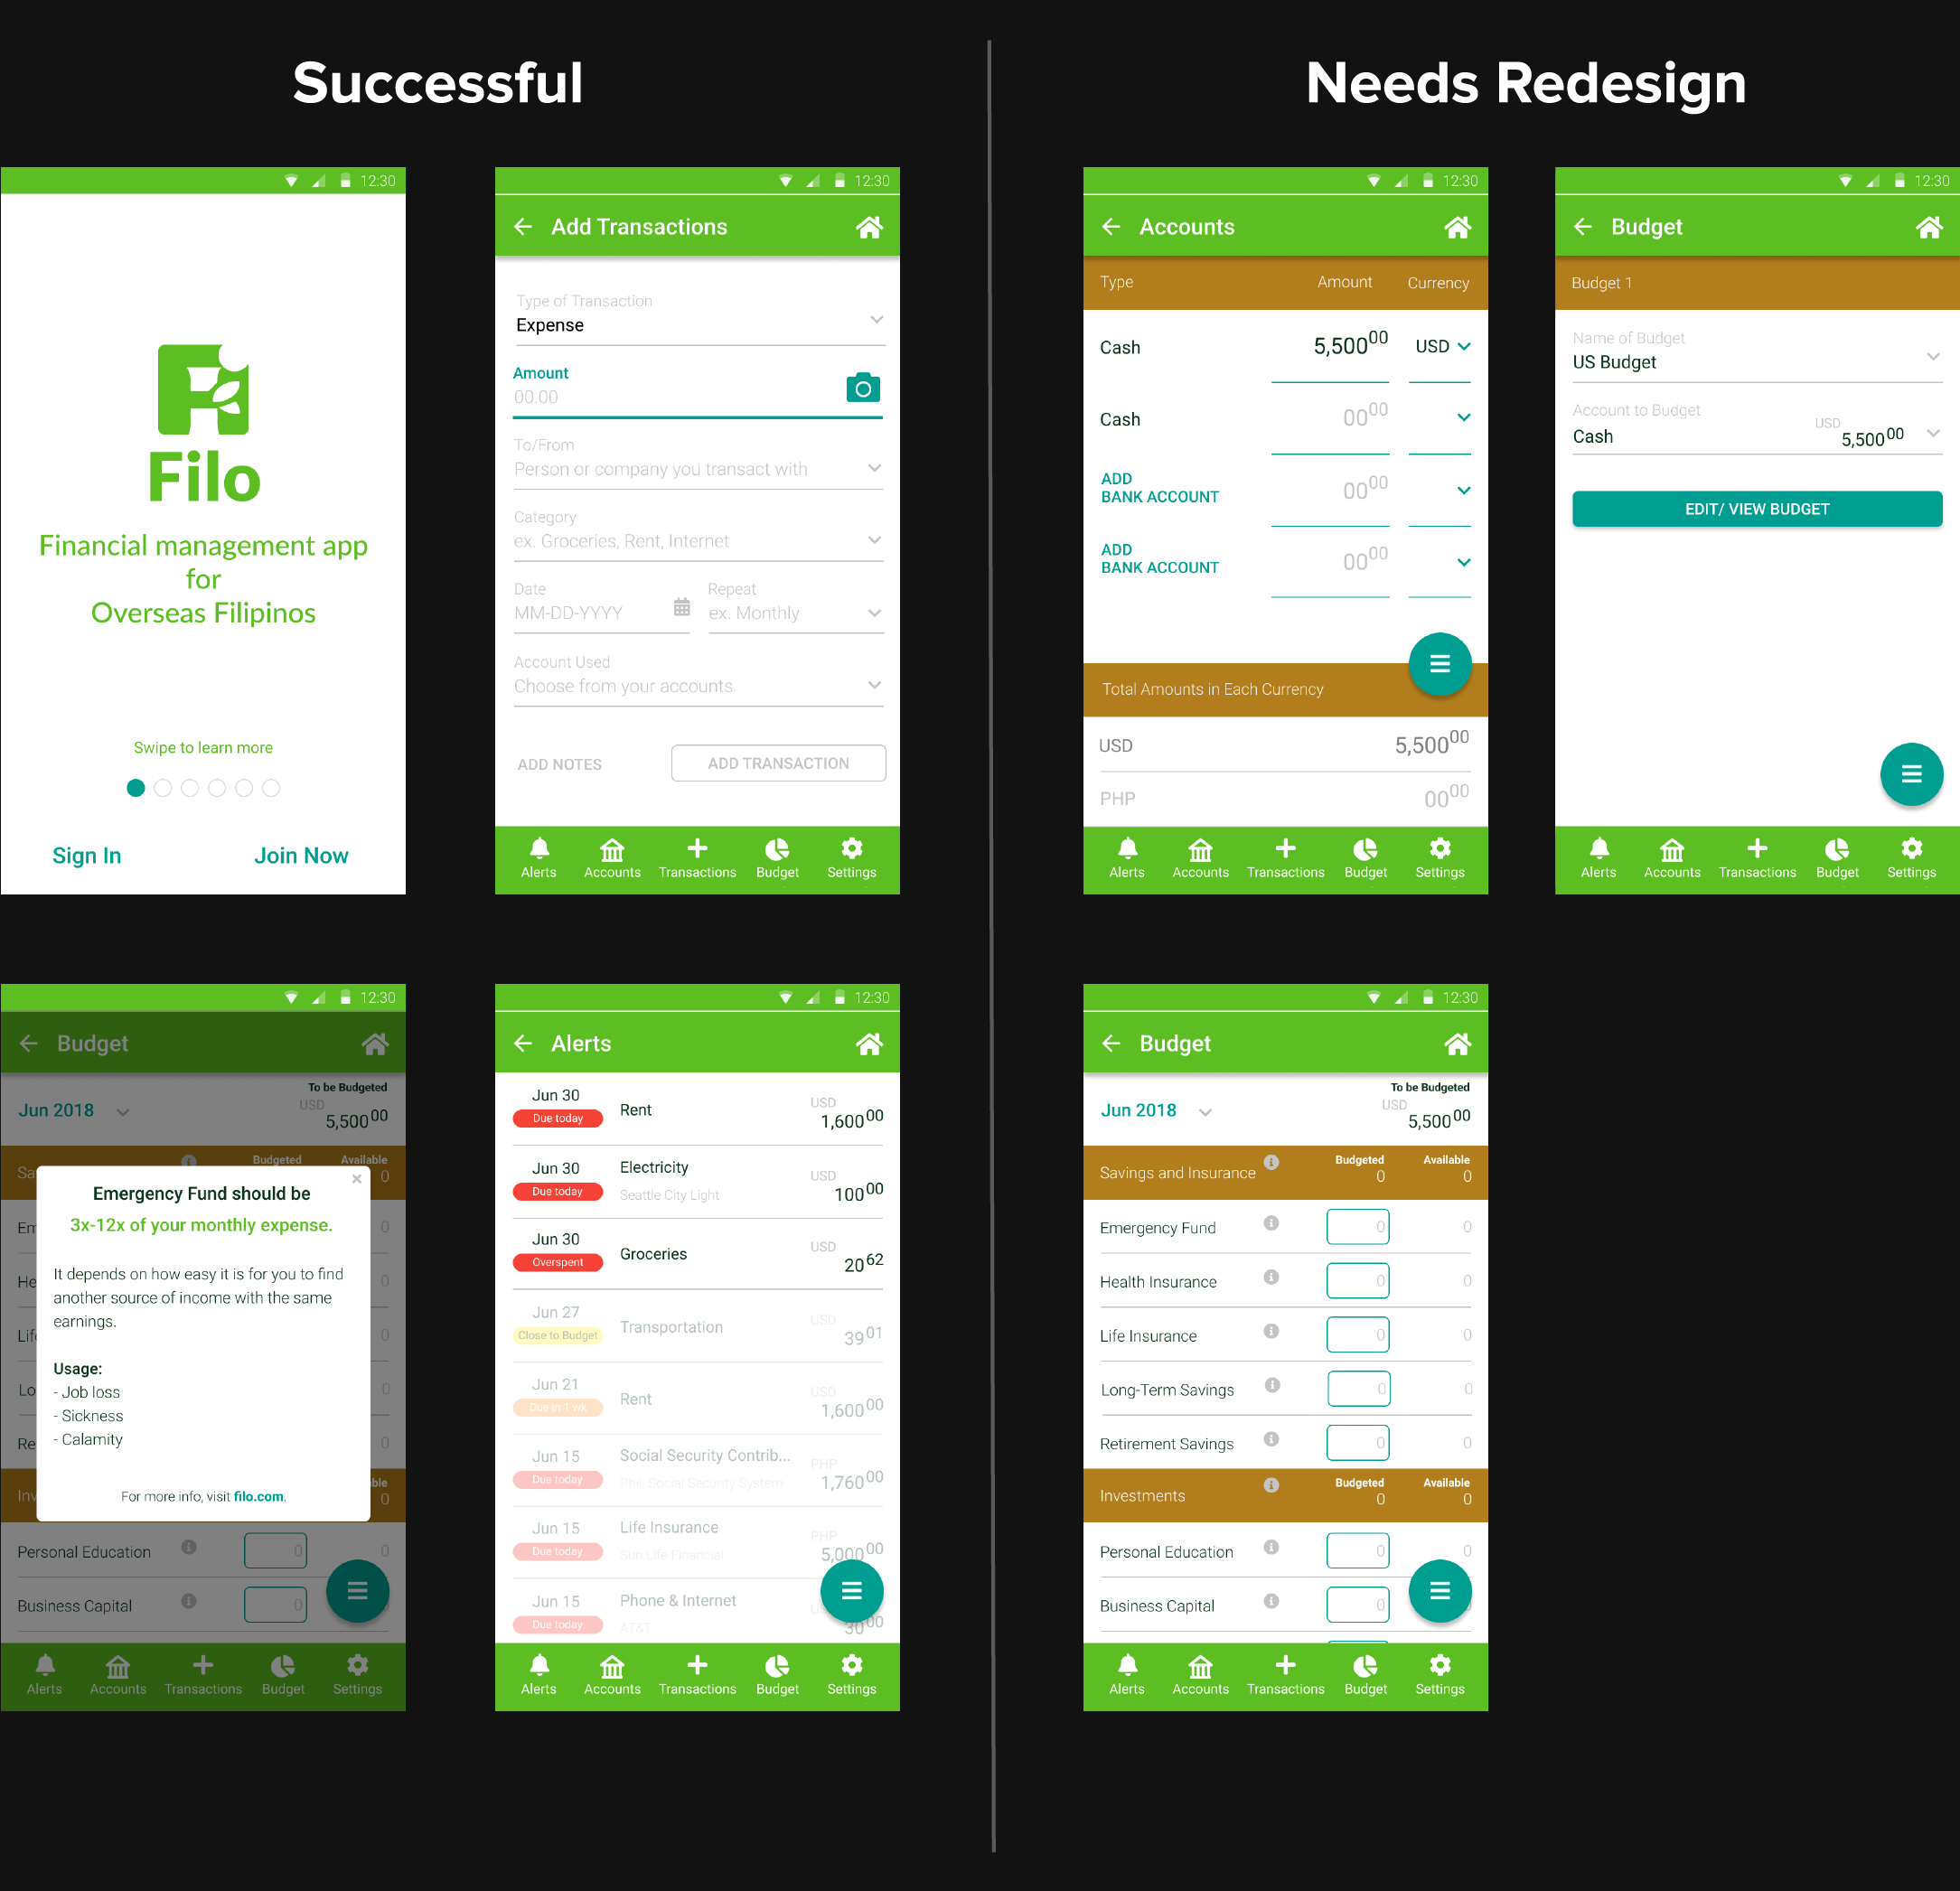 Successful
Needs Redesign
12:30
Filo
Financial management app
for
Overseas Filipinos
Swipe to learn more
Sign In
Join Now
12:30
Add Transactions
Type of Transaction
Expense
Amount
00.00
To/From
Person or company you transact with
Category
ex. Groceries, Rent, Internet
Date Repeat
MM-DD-YYYY ex. Monthly
Account Used
Choose from your accounts
ADD NOTES ADD TRANSACTION
Alerts Accounts Transactions Budget Settings
12:30
Accounts
Type Amount Currency
Cash 5,500 00 USD
Cash 00 00
ADD
BANK ACCOUNT 00 00
ADD
BANK ACCOUNT 00 00
Total Amounts in Each Currency
USD 5,500 00
PHP 00 00
Alerts Accounts Transactions Budget Settings
12:30
Budget
Budget 1
Name of Budget
US Budget
Account to Budget
Cash USD 5,500 00
EDIT/ VIEW BUDGET
Alerts Accounts Transactions Budget Settings
12:30
Budget
To be Budgeted
Jun 2018 USD 5,500 00
Sa Budgeted Available
0
Emergency Fund should be
3x-12x of your monthly expense.
Em 0
It depends on how easy it is for you to find
another source of income with the same
earnings.
He 0
Lif 0
Usage:
- Job loss
- Sickness
- Calamity
Lo 0
Re 0
For more info, visit filo.com.
Inv ble
0
Personal Education 0 0
Business Capital 0
Alerts Accounts Transactions Budget Settings
12:30
Alerts
Jun 30 Rent USD
Due today 1,600 00
Jun 30 Electricity USD
Due today Seattle City Light 100 00
Jun 30 Groceries USD
Overspent 20 62
Jun 27 Transportation USD
Close to Budget 39 01
Jun 21 Rent USD
Due in 1 wk 1,600 00
Jun 15 Social Security Contrib... PHP
Due today Phil. Social Security System 1,760 00
Jun 15 Life Insurance PHP
Due today Sun Life Financial 5,000 00
Jun 15 Phone & Internet
Due today AT&T 30 00
Alerts Accounts Transactions Budget Settings
12:30
Budget
To be Budgeted
Jun 2018 USD 5,500 00
Savings and Insurance Budgeted Available
0 0
Emergency Fund 0 0
Health Insurance 0 0
Life Insurance 0 0
Long-Term Savings 0 0
Retirement Savings 0 0
Investments Budgeted Available
0 0
Personal Education 0 0
Business Capital 0
Alerts Accounts Transactions Budget Settings